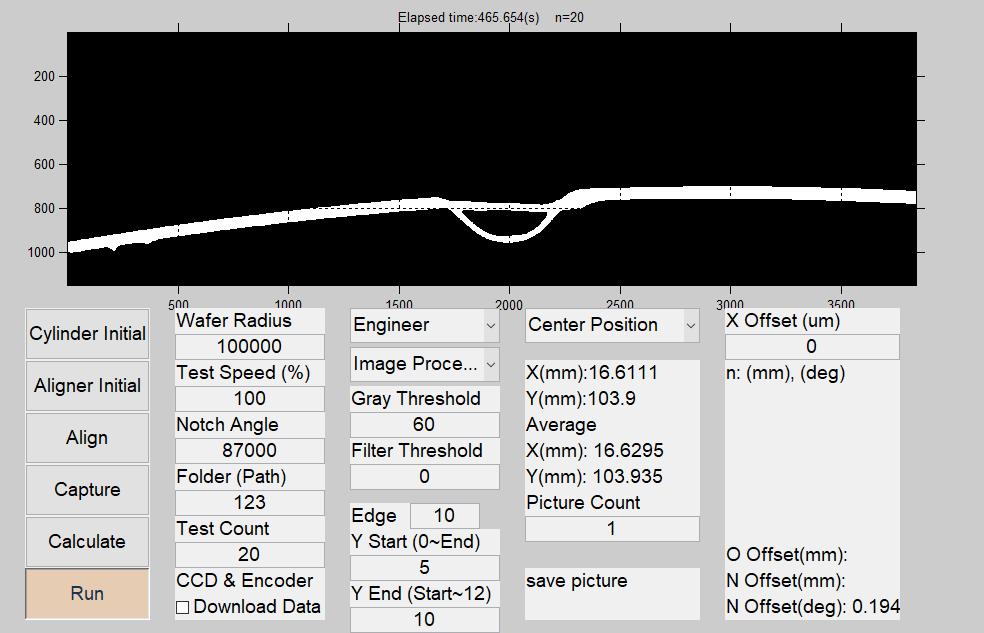 Elapsed time:465.654(s) n=20
200
400
600
800
1000
500 1000 1500 2000 2500 3000 3500
Cylinder Initial
Aligner Initial
Align
Capture
Calculate
Run
Wafer Radius
100000
Test Speed (%)
100
Notch Angle
87000
Folder (Path)
123
Test Count
20
CCD & Encoder
Download Data
Engineer
Image Proce...
Gray Threshold
60
Filter Threshold
0
Edge 10
Y Start (0~End)
5
Y End (Start~12)
10
Center Position
X(mm):16.6111
Y(mm):103.9
Average
X(mm): 16.6295
Y(mm): 103.935
Picture Count
1
save picture
X Offset (um)
0
n: (mm), (deg)
O Offset(mm):
N Offset(mm):
N Offset(deg): 0.194